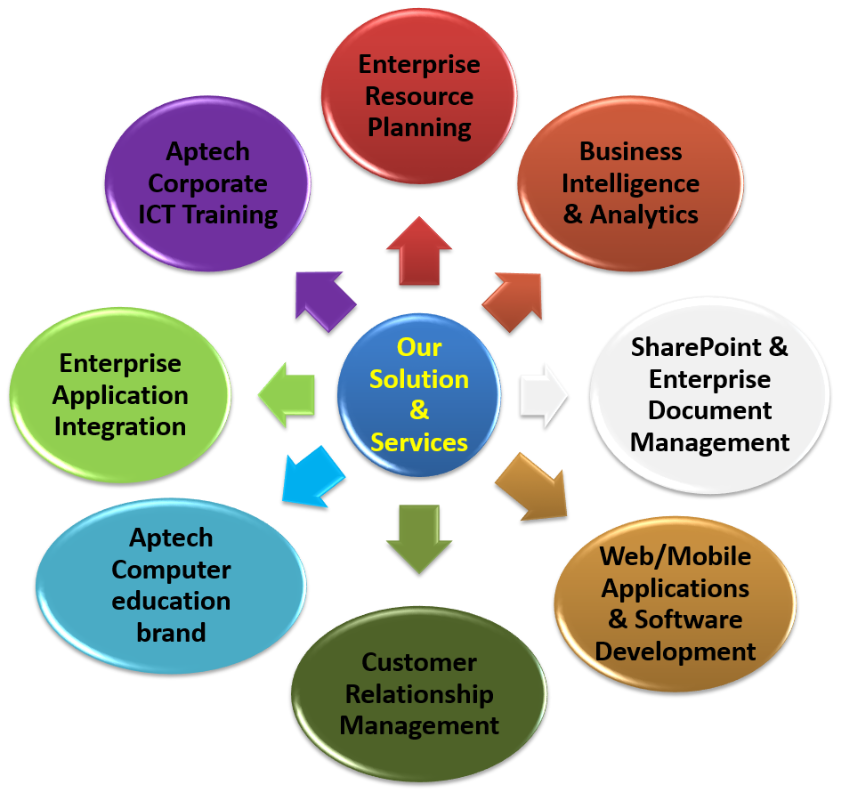 Enterprise
Resource
Planning
Business
Intelligence
& Analytics
SharePoint &
Enterprise
Document
Management
Web/Mobile
Applications
& Software
Development
Customer
Relationship
Management
Aptech
Computer
education
brand
Enterprise
Application
Integration
Aptech
Corporate
ICT Training
Our
Solution
&
Services